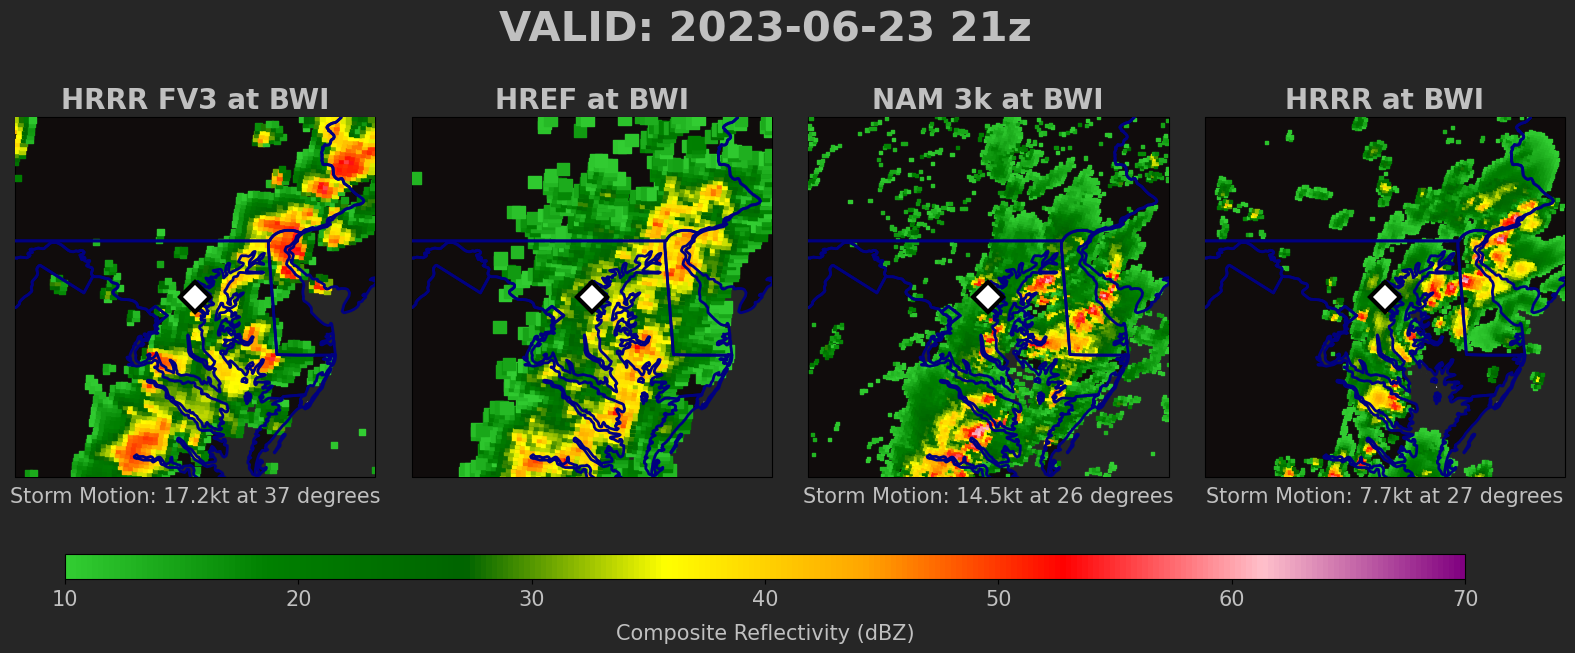 VALID: 2023-06-23 21z
HRRR FV3 at BWI
HREF at BWI
NAM 3k at BWI
HRRR at BWI
Storm Motion: 17.2kt at 37 degrees
Storm Motion: 14.5kt at 26 degrees
Storm Motion: 7.7kt at 27 degrees
10 20 30 40 50 60 70
Composite Reflectivity (dBZ)